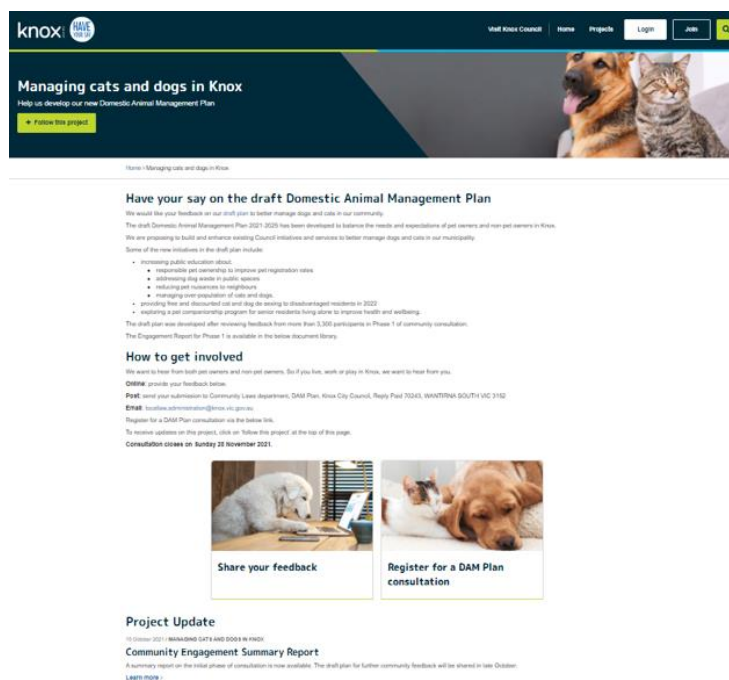 knox
HAVE
YOUR SAY
Visit Knox Council
Home
Projects
Login
Join
Managing cats and dogs in Knox
Help us develop our new Domestic Animal Management Plan
+ Follow this project
Home › Managing cats and dogs in Knox
Have your say on the draft Domestic Animal Management Plan
We would like your feedback on our draft plan to better manage dogs and cats in our community.
The draft Domestic Animal Management Plan 2021-2025 has been developed to balance the needs and expectations of pet owners and non-pet owners in Knox.
We are proposing to build and enhance existing Council initiatives and services to better manage dogs and cats in our municipality.
Some of the new initiatives in the draft plan include:
• increasing public education about:
• responsible pet ownership to improve pet registration rates
• addressing dog waste in public spaces
• reducing pet nuisances to neighbours
• managing over population of cats and dogs.
• providing free and discounted cat and dog de-sexing to disadvantaged residents in 2022
• exploring a pet companionship program for senior residents living alone to improve health and wellbeing.
The draft plan was developed after reviewing feedback from more than 3,300 participants in Phase 1 of community consultation.
The Engagement Report for Phase 1 is available in the below document library.
How to get involved
We want to hear from both pet owners and non-pet owners. So if you live, work or play in Knox, we want to hear from you.
Online: provide your feedback below.
Post: send your submission to Community Laws department, DAM Plan, Knox City Council, Reply Paid 70243, WANTIRNA SOUTH VIC 3152
Email: locallaw.administration@knox.vic.gov.au
Register for a DAM Plan consultation via the below link.
To receive updates on this project, click on 'follow this project' at the top of this page.
Consultation closes on Sunday 28 November 2021.
Share your feedback
Register for a DAM Plan
consultation
Project Update
15 October 2021 / MANAGING CATS AND DOGS IN KNOX
Community Engagement Summary Report
A summary report on the initial phase of consultation is now available. The draft plan for further community feedback will be shared in late October.
Learn more ›